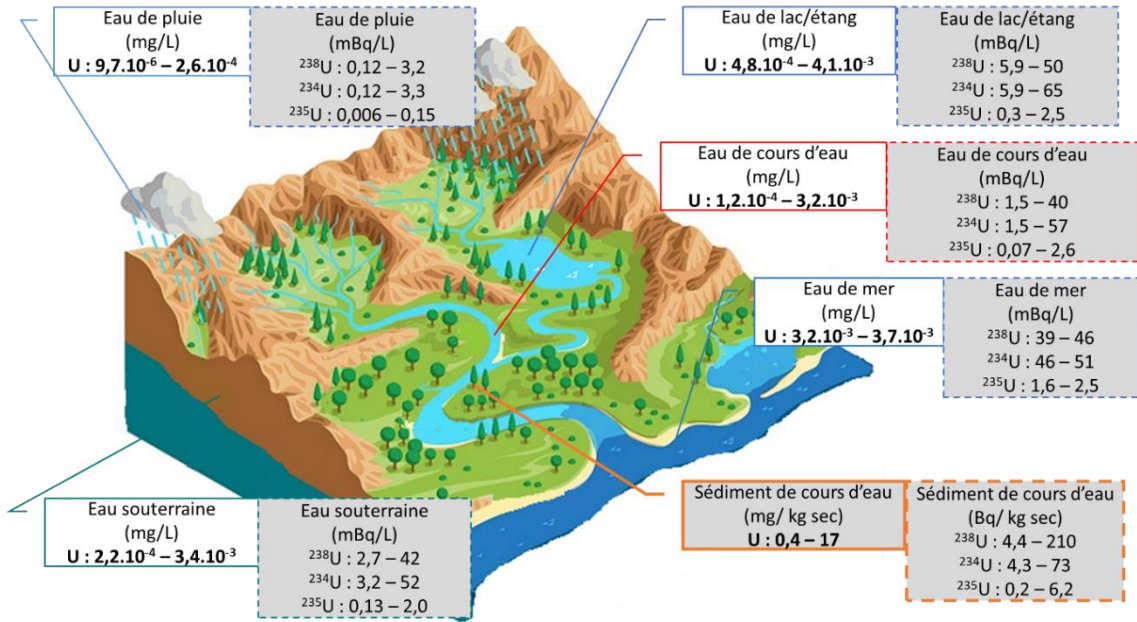 Eau de pluie
(mg/L)
U : 9,7.10⁻⁶ – 2,6.10⁻⁴
Eau de pluie
(mBq/L)
²³⁸U : 0,12 – 3,2
²³⁴U : 0,12 – 3,3
²³⁵U : 0,006 – 0,15
Eau de lac/étang
(mg/L)
U : 4,8.10⁻⁴ – 4,1.10⁻³
Eau de lac/étang
(mBq/L)
²³⁸U : 5,9 – 50
²³⁴U : 5,9 – 65
²³⁵U : 0,3 – 2,5
Eau de cours d’eau
(mg/L)
U : 1,2.10⁻⁴ – 3,2.10⁻³
Eau de cours d’eau
(mBq/L)
²³⁸U : 1,5 – 40
²³⁴U : 1,5 – 57
²³⁵U : 0,07 – 2,6
Eau de mer
(mg/L)
U : 3,2.10⁻³ – 3,7.10⁻³
Eau de mer
(mBq/L)
²³⁸U : 39 – 46
²³⁴U : 46 – 51
²³⁵U : 1,6 – 2,5
Eau souterraine
(mg/L)
U : 2,2.10⁻⁴ – 3,4.10⁻³
Eau souterraine
(mBq/L)
²³⁸U : 2,7 – 42
²³⁴U : 3,2 – 52
²³⁵U : 0,13 – 2,0
Sédiment de cours d’eau
(mg/ kg sec)
U : 0,4 – 17
Sédiment de cours d’eau
(Bq/ kg sec)
²³⁸U : 4,4 – 210
²³⁴U : 4,3 – 73
²³⁵U : 0,2 – 6,2